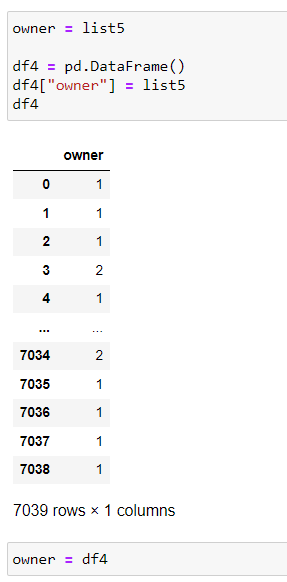 owner = list5
df4 = pd.DataFrame()
df4["owner"] = list5
df4
owner
0 1
1 1
2 1
3 2
4 1
... ...
7034 2
7035 1
7036 1
7037 1
7038 1
7039 rows × 1 columns
owner = df4